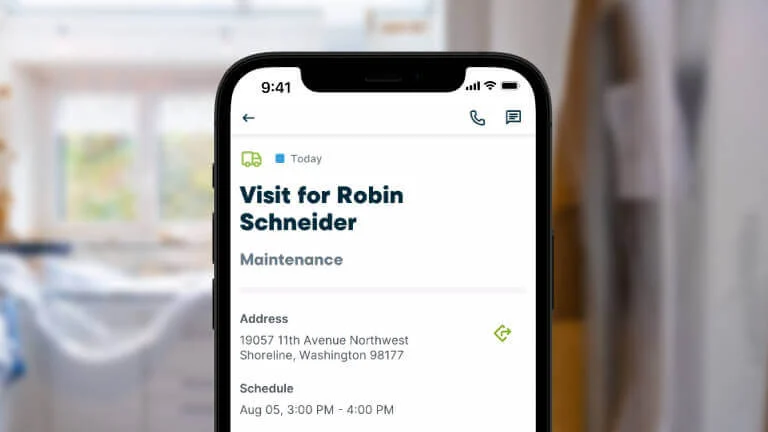 9:41
Today
Visit for Robin
Schneider
Maintenance
Address
19057 11th Avenue Northwest
Shoreline, Washington 98177
Schedule
Aug 05, 3:00 PM - 4:00 PM